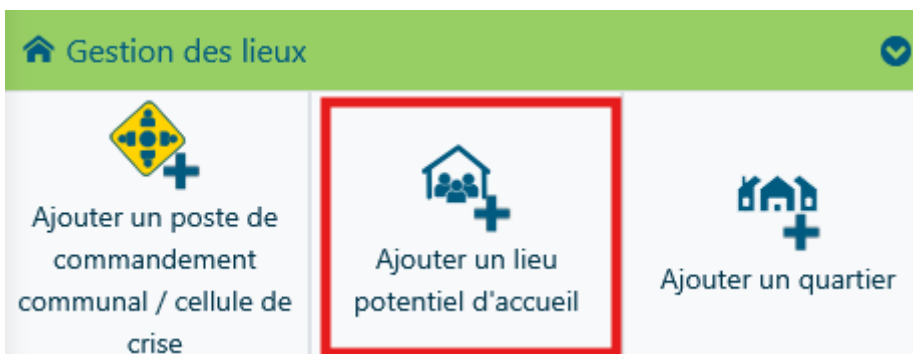 Gestion des lieux
Ajouter un poste de
commandement
communal / cellule de
crise
Ajouter un lieu
potentiel d'accueil
Ajouter un quartier